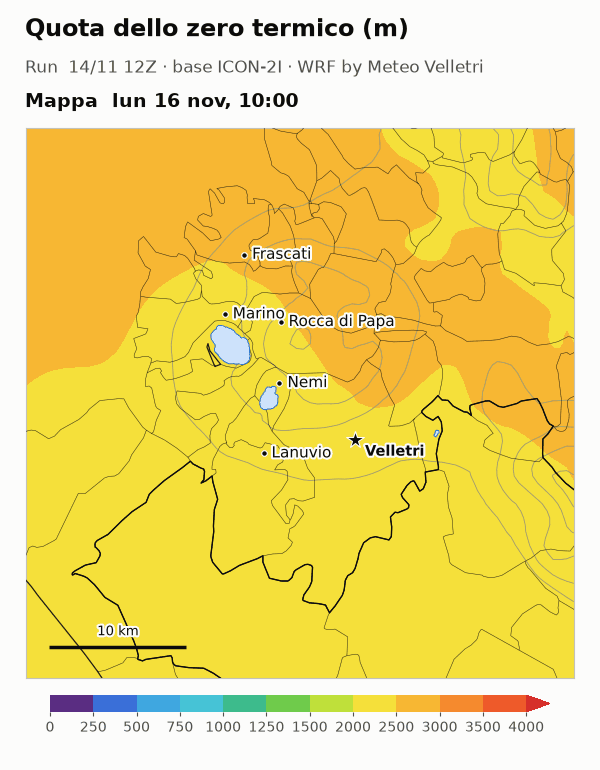 Quota dello zero termico (m)
Run  14/11 12Z · base ICON-2I · WRF by Meteo Velletri
Mappa  lun 16 nov, 10:00
Frascati
Marino
Rocca di Papa
Nemi
Velletri
Lanuvio
10 km
0 250 500 750 1000 1250 1500 2000 2500 3000 3500 4000